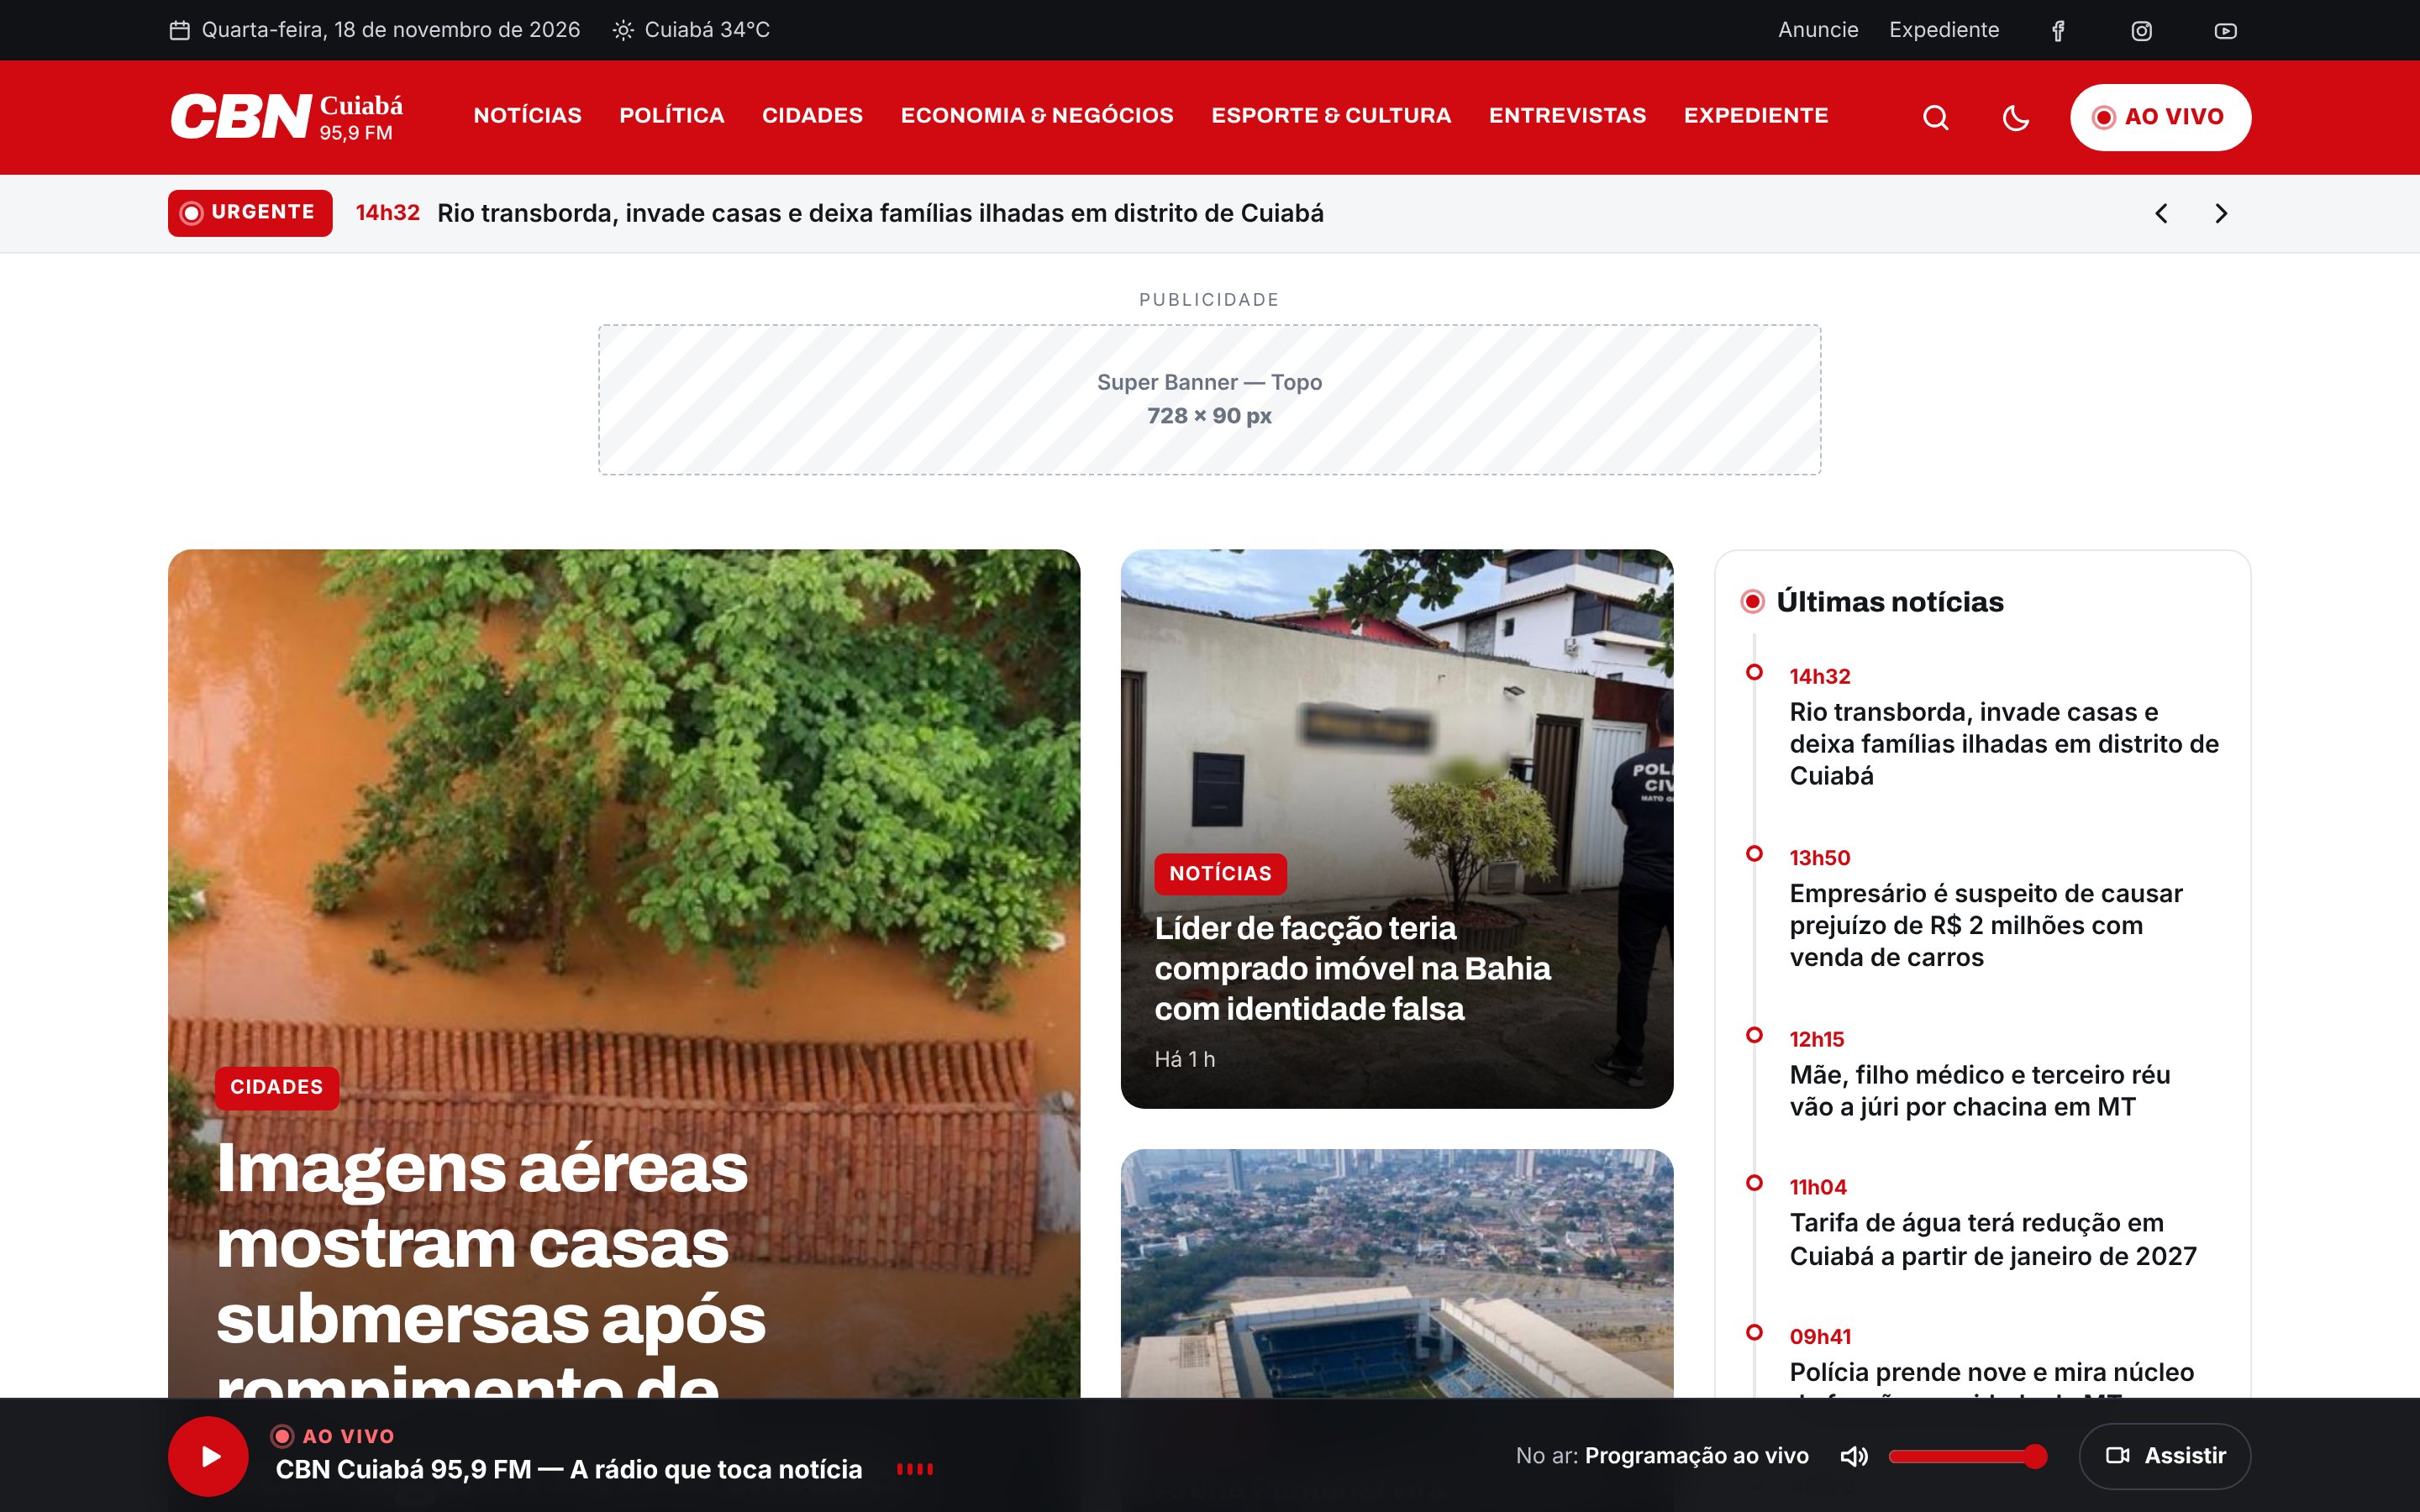 Quarta-feira, 18 de novembro de 2026
Cuiabá 34°C
Anuncie
Expediente
CBN Cuiabá
95,9 FM
NOTÍCIAS
POLÍTICA
CIDADES
ECONOMIA & NEGÓCIOS
ESPORTE & CULTURA
ENTREVISTAS
EXPEDIENTE
AO VIVO
URGENTE
14h32 Rio transborda, invade casas e deixa famílias ilhadas em distrito de Cuiabá
PUBLICIDADE
Super Banner — Topo
728 × 90 px
CIDADES
Imagens aéreas
mostram casas
submersas após
rompimento de
POLI
CIV
MATO G
NOTÍCIAS
Líder de facção teria
comprado imóvel na Bahia
com identidade falsa
Há 1 h
Últimas notícias
14h32
Rio transborda, invade casas e
deixa famílias ilhadas em distrito de
Cuiabá
13h50
Empresário é suspeito de causar
prejuízo de R$ 2 milhões com
venda de carros
12h15
Mãe, filho médico e terceiro réu
vão a júri por chacina em MT
11h04
Tarifa de água terá redução em
Cuiabá a partir de janeiro de 2027
09h41
Polícia prende nove e mira núcleo
AO VIVO
CBN Cuiabá 95,9 FM — A rádio que toca notícia
No ar: Programação ao vivo
Assistir